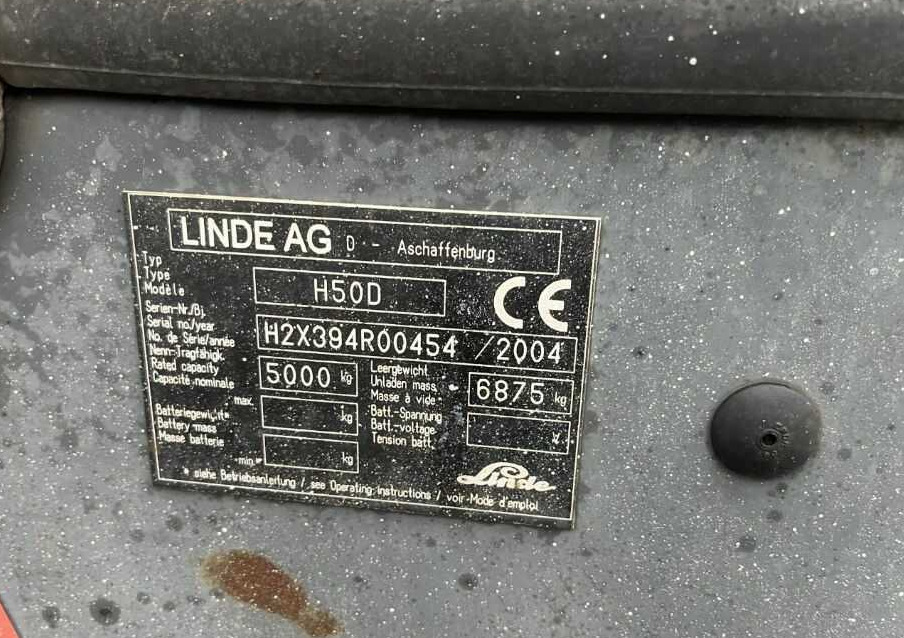 LINDE AG D - Aschaffenburg
Typ
Type
Modèle
H50D
CE
Serien-Nr./Bj.
Serial no./year
No. de Série/année
H2X394R00454 /2004
Nenn-Tragfähigk.
Rated capacity
Capacité nominale
5000 kg
Leergewicht
Unladen mass
Masse à vide
6875 kg
max.
Batteriegewicht*
Battery mass
Masse batterie
kg
Batt.-Spannung
Batt.-voltage
Tension batt.
V
min.*
kg
Linde
* siehe Betriebsanleitung / see Operating instructions / voir Mode d'emploi